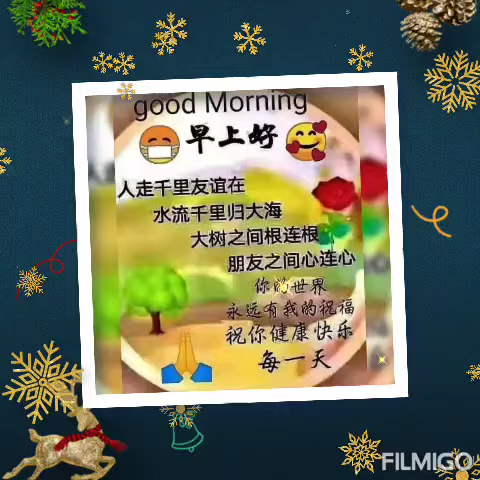 good Morning
早上好
人走千里友谊在
水流千里归大海
大树之间根连根
朋友之间心连心
你的世界
永远有我的祝福
祝你健康快乐
每一天
FILMIGO